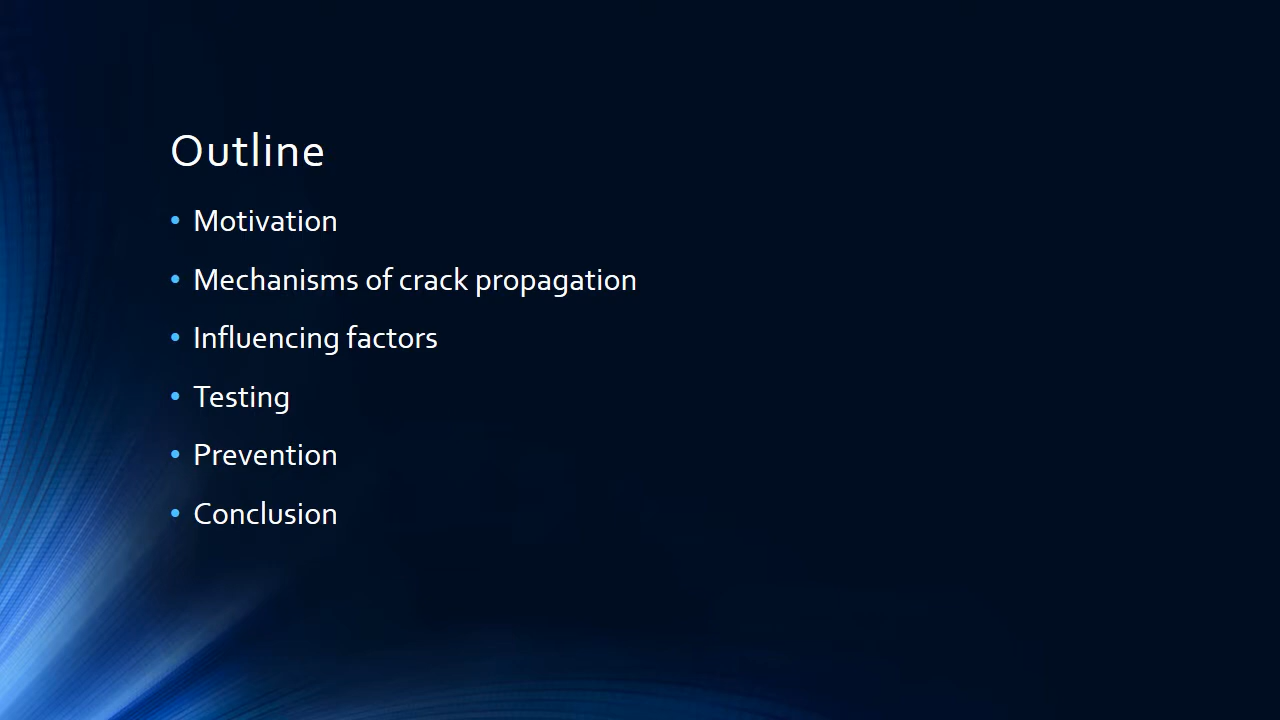 Outline
• Motivation
• Mechanisms of crack propagation
• Influencing factors
• Testing
• Prevention
• Conclusion